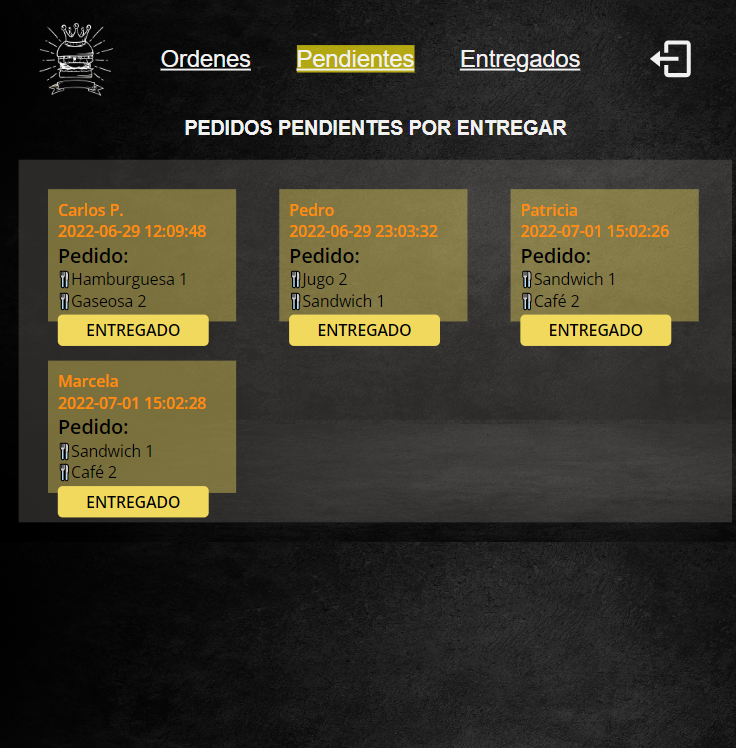 Ordenes Pendientes Entregados
PEDIDOS PENDIENTES POR ENTREGAR
Carlos P.
2022-06-29 12:09:48
Pedido:
Hamburguesa 1
Gaseosa 2
ENTREGADO
Pedro
2022-06-29 23:03:32
Pedido:
Jugo 2
Sandwich 1
ENTREGADO
Patricia
2022-07-01 15:02:26
Pedido:
Sandwich 1
Café 2
ENTREGADO
Marcela
2022-07-01 15:02:28
Pedido:
Sandwich 1
Café 2
ENTREGADO